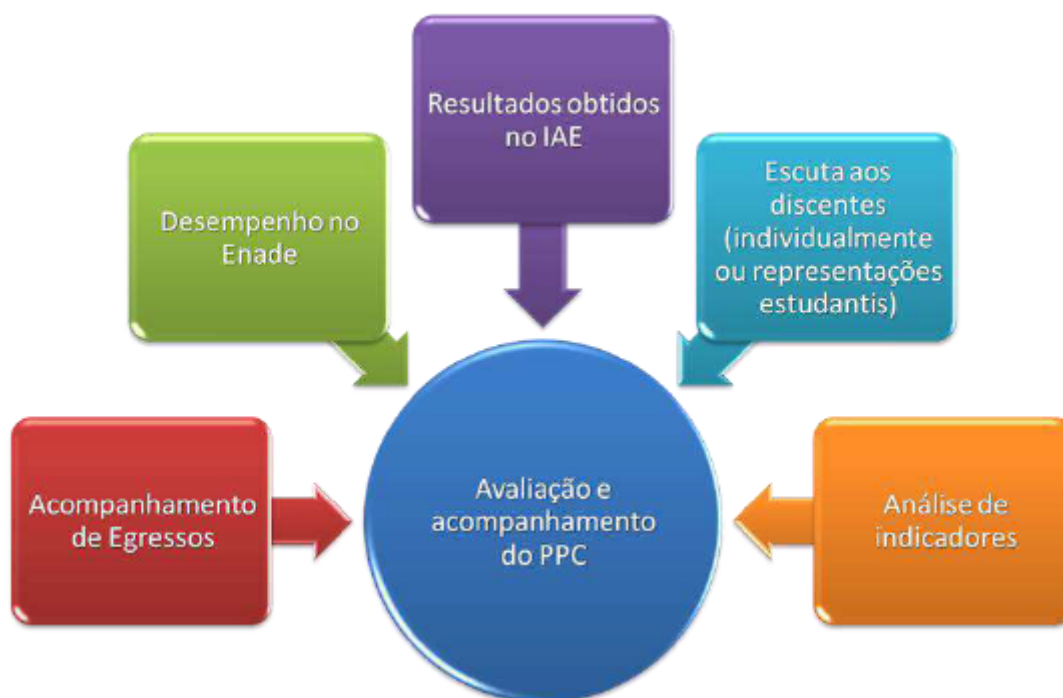 Resultados obtidos
no IAE
Desempenho no
Enade
Escuta aos
discentes
(individualmente
ou representações
estudantis)
Acompanhamento
de Egressos
Avaliação e
acompanhamento
do PPC
Análise de
indicadores